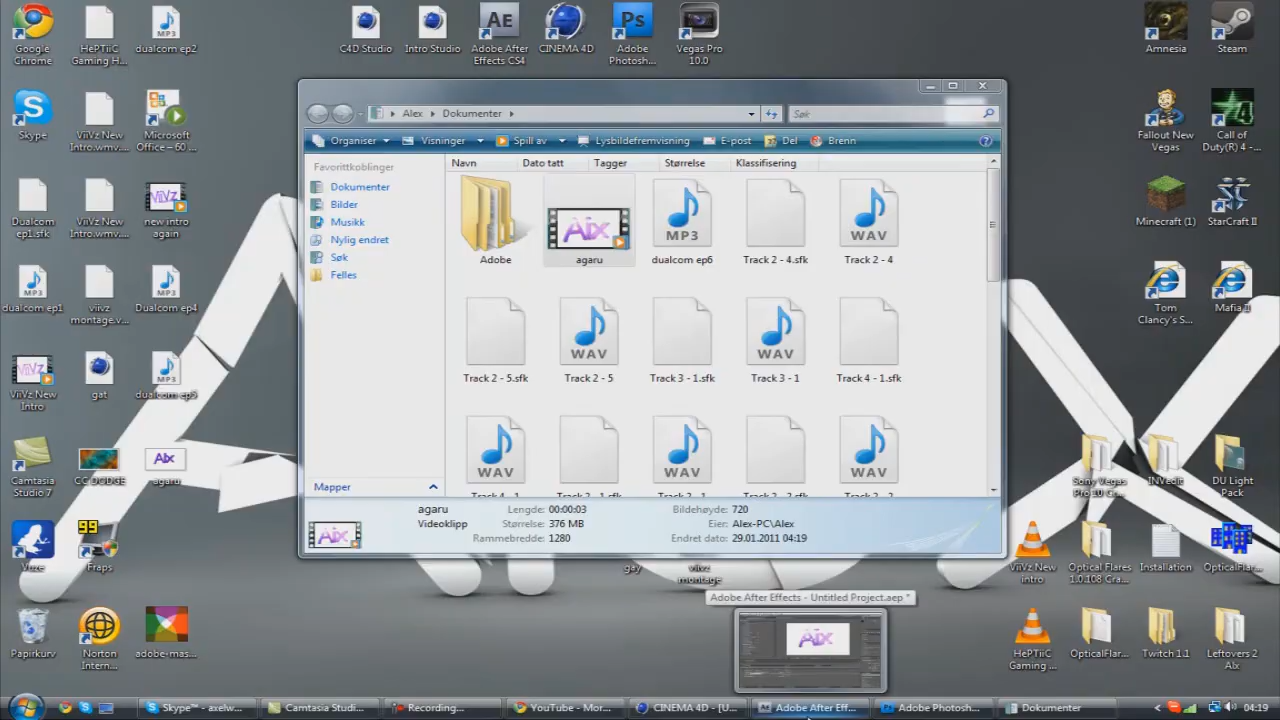 Google
Chrome
HePTiiC
Gaming H...
dualcom ep2
C4D Studio
Intro Studio
Adobe After
Effects CS4
CINEMA 4D
Adobe
Photosh...
Vegas Pro
10.0
Amnesia
Steam
Skype
ViiVz New
Intro.wmv...
Microsoft
Office – 60 ...
Fallout New
Vegas
Call of
Duty(R) 4 - ...
Dualcom
ep1.sfk
ViiVz New
Intro.wmv...
new intro
again
Minecraft (1)
StarCraft II
dualcom ep1
viivz
montage.v...
Dualcom ep4
Tom
Clancy's S...
Mafia II
ViiVz New
Intro
gat
dualcom ep5
Camtasia
Studio 7
CC DODGE
agaru
Sony Vegas
Pro 10 G...
INVedit
DU Light
Pack
Vuze
99
Fraps
ViiVz New
intro
Optical Flares
1.0.108 Cra...
Installation
OpticalFlar...
Papirkurv
Norton
Intern...
adobe-mas...
HePTiiC
Gaming ...
OpticalFlar...
Twitch 1.1
Leftovers 2
Aix
gay
viivz
montage
Alex
Dokumenter
Søk
Organiser
Visninger
Spill av
Lysbildefremvisning
E-post
Del
Brenn
Favorittkoblinger
Dokumenter
Bilder
Musikk
Nylig endret
Søk
Felles
Mapper
Navn
Dato tatt
Tagger
Størrelse
Klassifisering
Adobe
Aix
agaru
MP3
dualcom ep6
Track 2 - 4.sfk
WAV
Track 2 - 4
Track 2 - 5.sfk
WAV
Track 2 - 5
Track 3 - 1.sfk
WAV
Track 3 - 1
Track 4 - 1.sfk
WAV
WAV
WAV
agaru
Videoklipp
Lengde: 00:00:03
Størrelse: 376 MB
Rammebredde: 1280
Bildehøyde: 720
Eier: Alex-PC\Alex
Endret dato: 29.01.2011 04:19
Adobe After Effects - Untitled Project.aep *
Aix
Skype™ - axelw...
Camtasia Studi...
Recording...
YouTube - Mor...
CINEMA 4D - [U...
Adobe After Eff...
Adobe Photosh...
Dokumenter
04:19